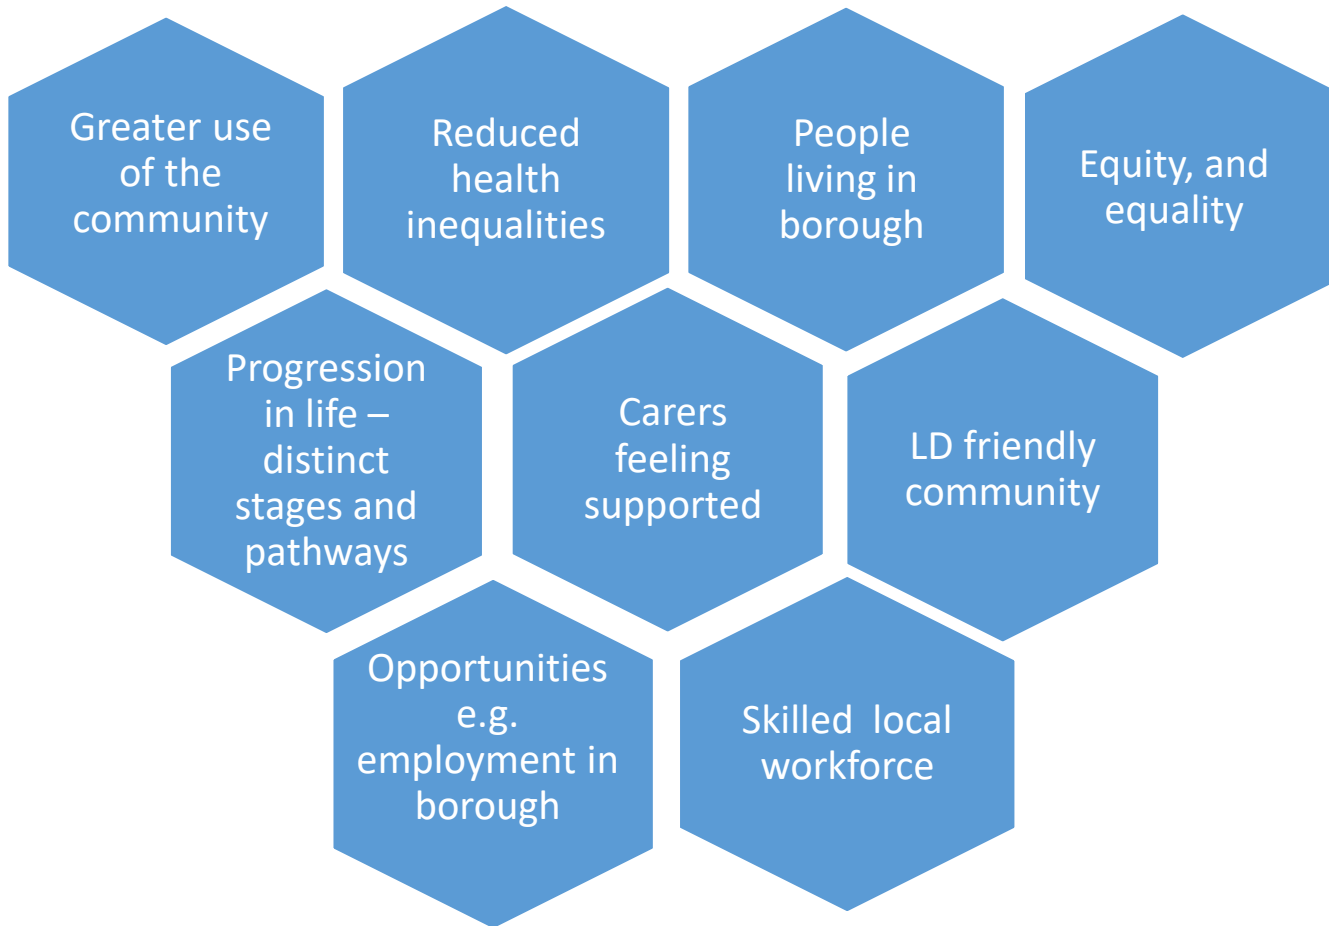 Greater use
of the
community
Reduced
health
inequalities
People
living in
borough
Equity, and
equality
Progression
in life –
distinct
stages and
pathways
Carers
feeling
supported
LD friendly
community
Opportunities
e.g.
employment in
borough
Skilled  local
workforce